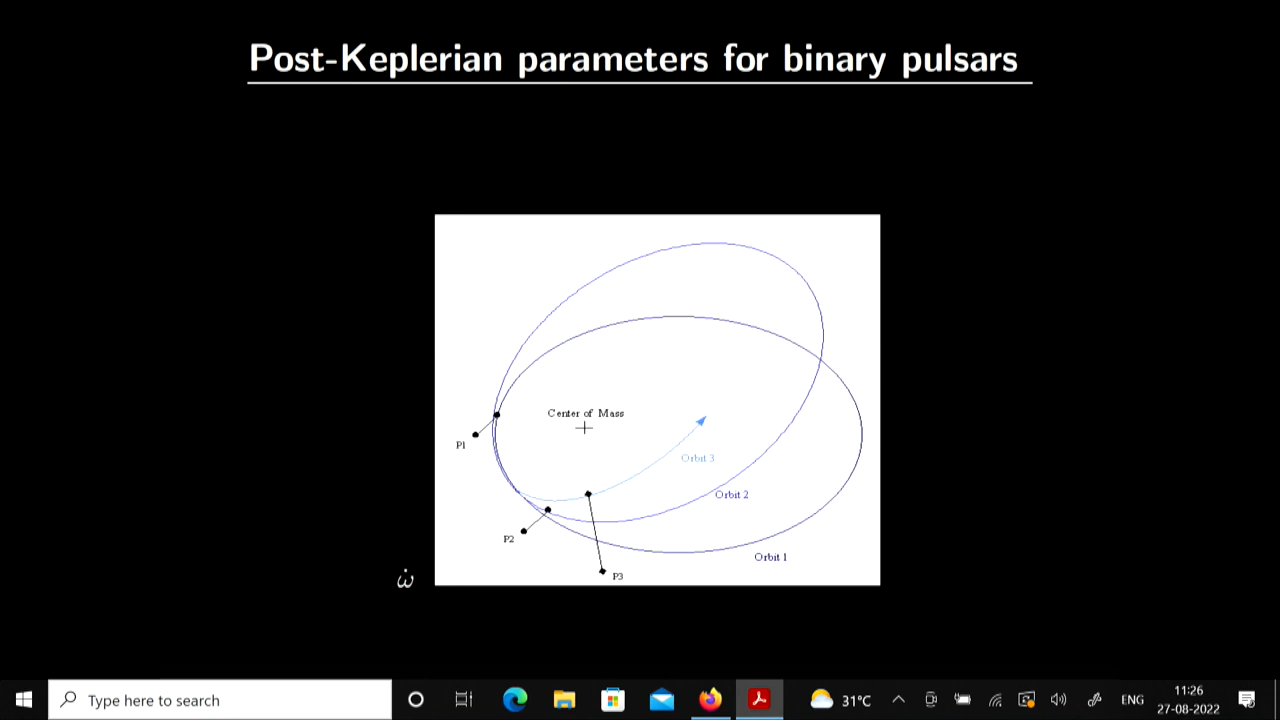 Post-Keplerian parameters for binary pulsars
Center of Mass
P1
Orbit 3
Orbit 2
P2
Orbit 1
P3
ω̇
Type here to search
31°C
ENG
11:26
27-08-2022